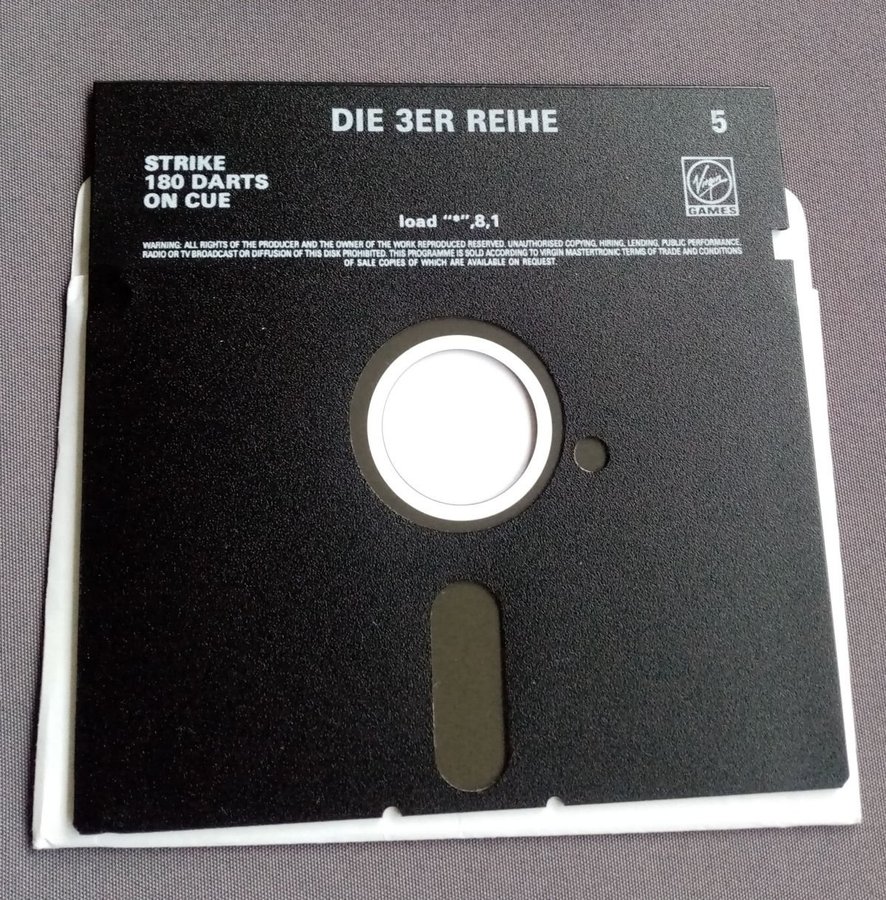 DIE 3ER REIHE 5
STRIKE
180 DARTS
ON CUE
Virgin
GAMES
load "*",8,1
WARNING: ALL RIGHTS OF THE PRODUCER AND THE OWNER OF THE WORK REPRODUCED RESERVED. UNAUTHORISED COPYING, HIRING, LENDING, PUBLIC PERFORMANCE,
RADIO OR TV BROADCAST OR DIFFUSION OF THIS DISK PROHIBITED. THIS PROGRAMME IS SOLD ACCORDING TO VIRGIN MASTERTRONIC TERMS OF TRADE AND CONDITIONS
OF SALE COPIES OF WHICH ARE AVAILABLE ON REQUEST.